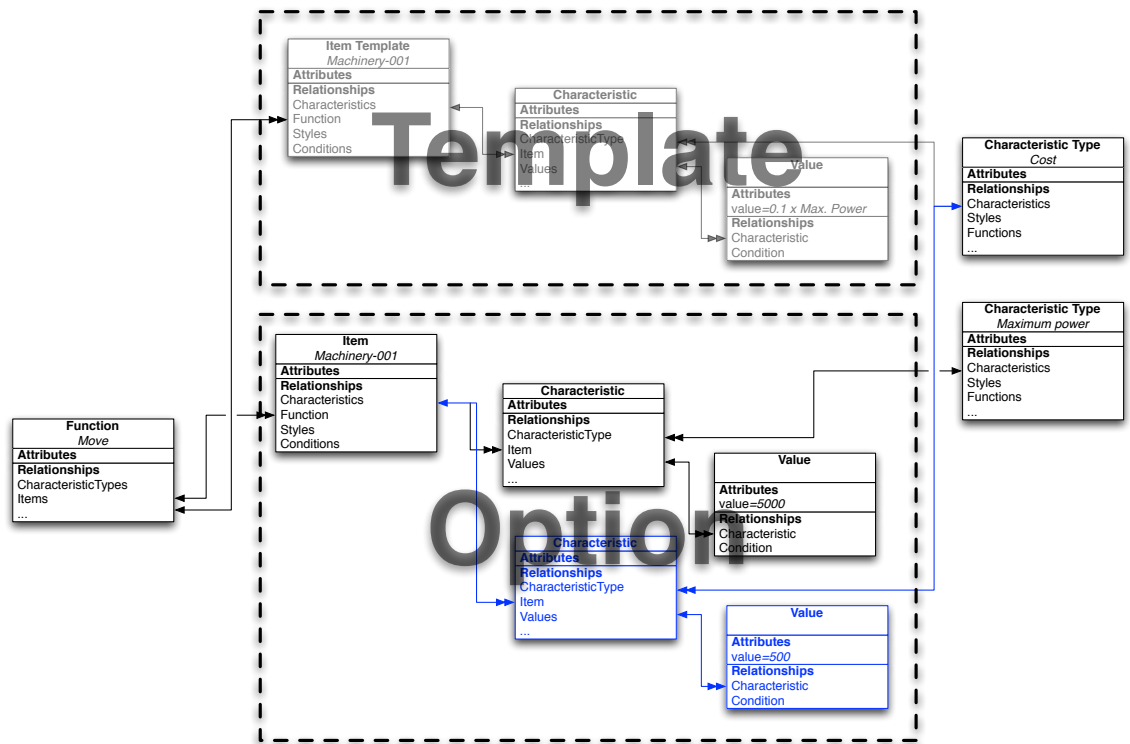 Template
Item Template
Machinery-001
Attributes
Relationships
Characteristics
Function
Styles
Conditions
Characteristic
Attributes
Relationships
CharacteristicType
Item
Values
...
Value
Attributes
value=0.1 x Max. Power
Relationships
Characteristic
Condition
Characteristic Type
Cost
Attributes
Relationships
Characteristics
Styles
Functions
...
Characteristic Type
Maximum power
Attributes
Relationships
Characteristics
Styles
Functions
...
Function
Move
Attributes
Relationships
CharacteristicTypes
Items
...
Option
Item
Machinery-001
Attributes
Relationships
Characteristics
Function
Styles
Conditions
Characteristic
Attributes
Relationships
CharacteristicType
Item
Values
...
Value
Attributes
value=5000
Relationships
Characteristic
Condition
Characteristic
Attributes
Relationships
CharacteristicType
Item
Values
...
Value
Attributes
value=500
Relationships
Characteristic
Condition